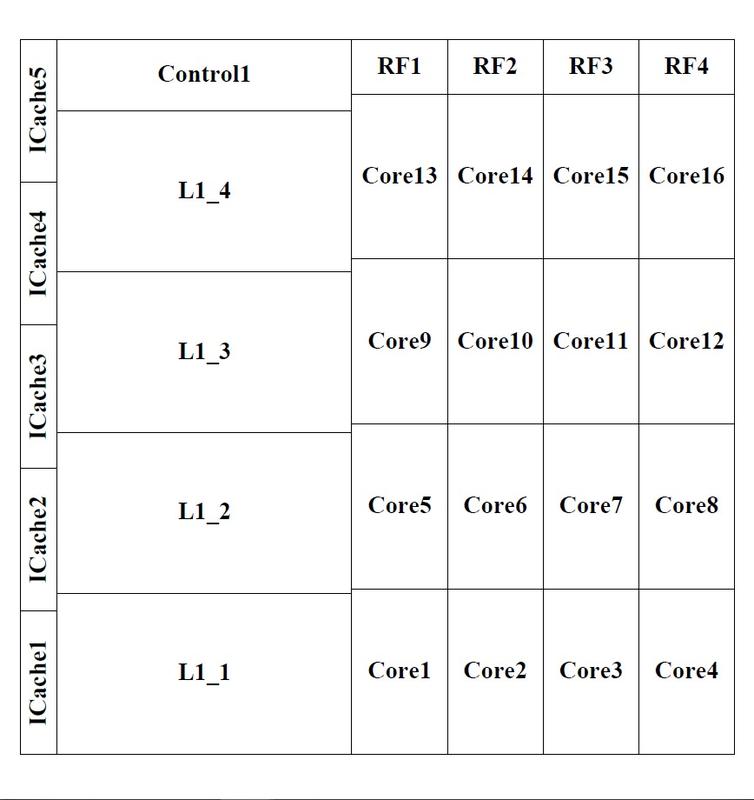 ICache5
Control1
RF1 RF2 RF3 RF4
L1_4
Core13 Core14 Core15 Core16
ICache4
L1_3
Core9 Core10 Core11 Core12
ICache3
L1_2
Core5 Core6 Core7 Core8
ICache2
L1_1
Core1 Core2 Core3 Core4
ICache1